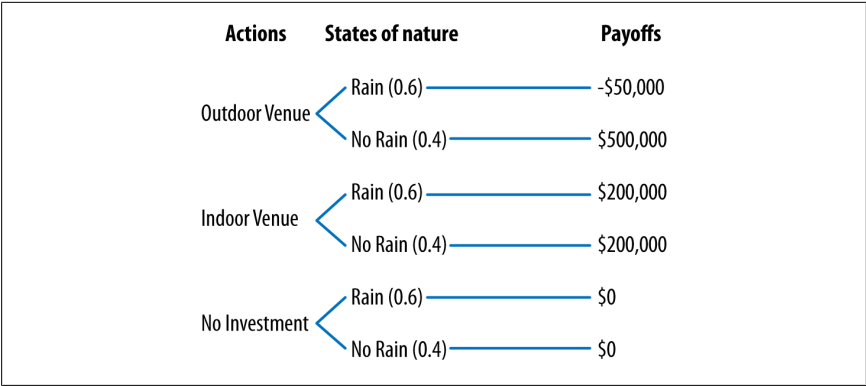 Actions States of nature Payoffs
Rain (0.6) -$50,000
Outdoor Venue
No Rain (0.4) $500,000
Rain (0.6) $200,000
Indoor Venue
No Rain (0.4) $200,000
Rain (0.6) $0
No Investment
No Rain (0.4) $0